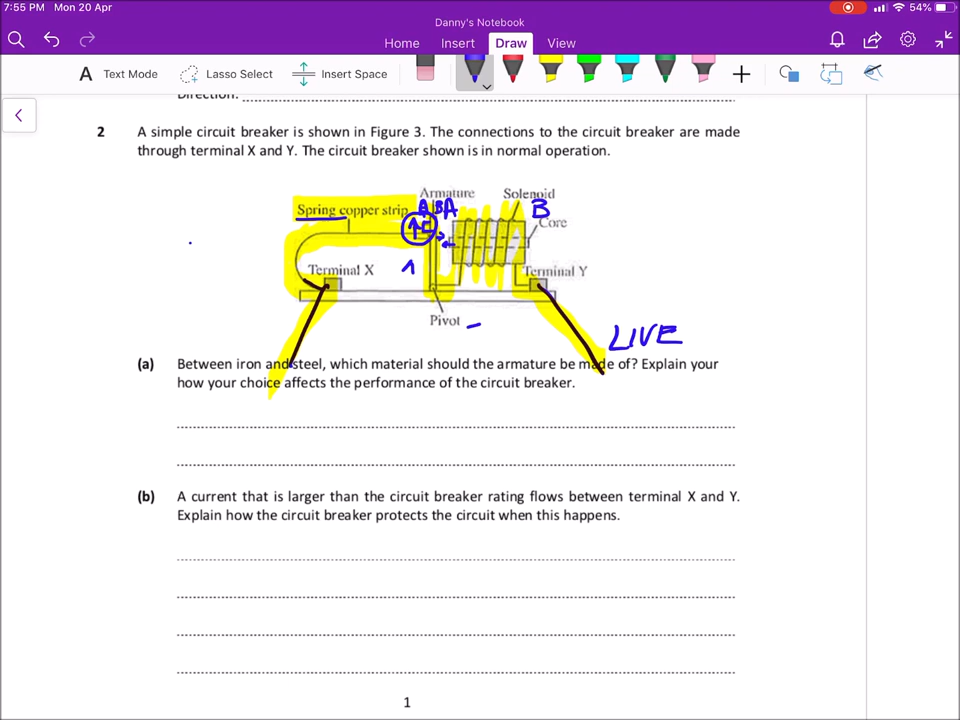 7:55 PM Mon 20 Apr
54%
Danny's Notebook
Home Insert Draw View
A Text Mode Lasso Select Insert Space
Direction:
2 A simple circuit breaker is shown in Figure 3. The connections to the circuit breaker are made
through terminal X and Y. The circuit breaker shown is in normal operation.
Armature Solenoid
Spring copper strip A B A B
Core
Terminal X Terminal Y
Pivot
LIVE
(a) Between iron and steel, which material should the armature be made of? Explain your
how your choice affects the performance of the circuit breaker.
(b) A current that is larger than the circuit breaker rating flows between terminal X and Y.
Explain how the circuit breaker protects the circuit when this happens.
1